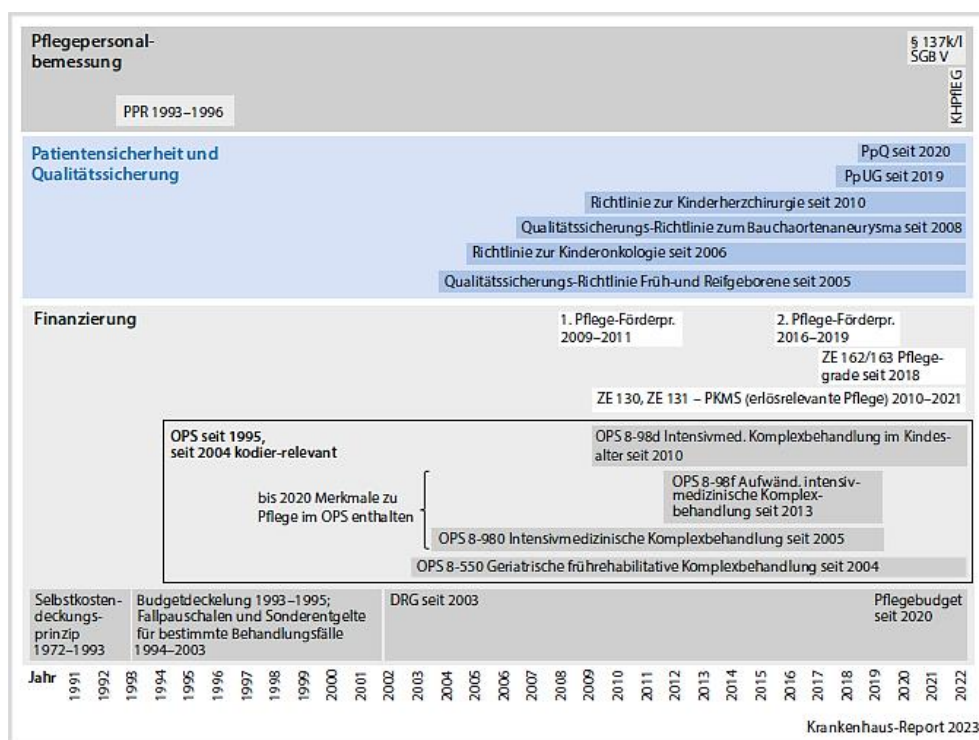 Pflegepersonal-
bemessung
§ 137k/l
SGB V
KHPflEG
PPR 1993–1996
Patientensicherheit und
Qualitätssicherung
PpQ seit 2020
PpUG seit 2019
Richtlinie zur Kinderherzchirurgie seit 2010
Qualitätssicherungs-Richtlinie zum Bauchaortenaneurysma seit 2008
Richtlinie zur Kinderonkologie seit 2006
Qualitätssicherungs-Richtlinie Früh-und Reifgeborene seit 2005
Finanzierung
1. Pflege-Förderpr.
2009–2011
2. Pflege-Förderpr.
2016–2019
ZE 162/163 Pflege-
grade seit 2018
ZE 130, ZE 131 – PKMS (erlösrelevante Pflege) 2010–2021
OPS seit 1995,
seit 2004 kodier-relevant
OPS 8-98d Intensivmed. Komplexbehandlung im Kindes-
alter seit 2010
bis 2020 Merkmale zu
Pflege im OPS enthalten
OPS 8-98f Aufwänd. intensiv-
medizinische Komplex-
behandlung seit 2013
OPS 8-980 Intensivmedizinische Komplexbehandlung seit 2005
OPS 8-550 Geriatrische frührehabilitative Komplexbehandlung seit 2004
Selbstkosten-
deckungs-
prinzip
1972–1993
Budgetdeckelung 1993–1995;
Fallpauschalen und Sonderentgelte
für bestimmte Behandlungsfälle
1994–2003
DRG seit 2003
Pflegebudget
seit 2020
Jahr
1991
1992
1993
1994
1995
1996
1997
1998
1999
2000
2001
2002
2003
2004
2005
2006
2007
2008
2009
2010
2011
2012
2013
2014
2015
2016
2017
2018
2019
2020
2021
2022
Krankenhaus-Report 2023